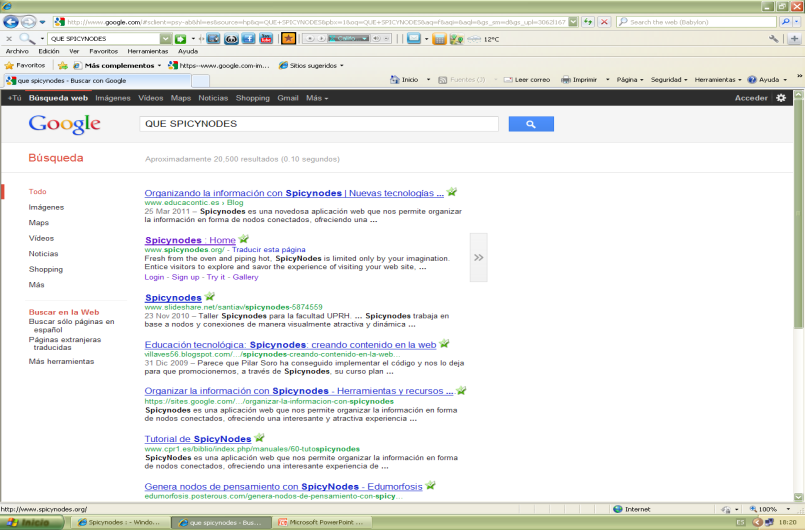 http://www.google.com/#sclient=psy-ab&hl=es&source=hp&q=QUE+SPICYNODES&pbx=1&oq=QUE+SPICYNODES&aq=f&aqi=&aql=&gs_sm=d&gs_upl=3062167
Search the web (Babylon)
QUE SPICYNODES
12°C
Archivo Edición Ver Favoritos Herramientas Ayuda
Favoritos Más complementos https--www.google.com-im... Sitios sugeridos
que spicynodes - Buscar con Google
Inicio Fuentes (J) Leer correo Imprimir Página Seguridad Herramientas Ayuda
+Tú Búsqueda web Imágenes Vídeos Maps Noticias Shopping Gmail Más
Acceder
Google
QUE SPICYNODES
Búsqueda
Aproximadamente 20,500 resultados (0.10 segundos)
Todo
Imágenes
Maps
Vídeos
Noticias
Shopping
Más
Buscar en la Web
Buscar sólo páginas en
español
Páginas extranjeras
traducidas
Más herramientas
Organizando la información con Spicynodes | Nuevas tecnologías ...
www.educacontic.es › Blog
25 Mar 2011 – Spicynodes es una novedosa aplicación web que nos permite organizar
la información en forma de nodos conectados, ofreciendo una ...
Spicynodes : Home
www.spicynodes.org/ - Traducir esta página
Fresh from the oven and piping hot, SpicyNodes is limited only by your imagination.
Entice visitors to explore and savor the experience of visiting your web site, ...
Login - Sign up - Try it - Gallery
Spicynodes
www.slideshare.net/santiav/spicynodes-5874559
23 Nov 2010 – Taller Spicynodes para la facultad UPRH. ... Spicynodes trabaja en
base a nodos y conexiones de manera visualmente atractiva y dinámica ...
Educación tecnológica: Spicynodes: creando contenido en la web
villaves56.blogspot.com/.../spicynodes-creando-contenido-en-la-web...
31 Dic 2009 – Parece que Pilar Soro ha conseguido implementar el código y nos lo deja
para que promocionemos, a través de Spicynodes, su curso plan ...
Organizar la información con Spicynodes - Herramientas y recursos ...
https://sites.google.com/.../organizar-la-informacion-con-spicynodes
Spicynodes es una aplicación web que nos permite organizar la información en forma
de nodos conectados, ofreciendo una interesante y atractiva experiencia ...
Tutorial de SpicyNodes
www.cpr1.es/biblio/index.php/manuales/60-tutospicynodes
SpicyNodes es una aplicación web que nos permite organizar la información en forma
de nodos conectados, ofreciendo una interesante experiencia de ...
Genera nodos de pensamiento con SpicyNodes - Edumorfosis
edumorfosis.posterous.com/genera-nodos-de-pensamiento-con-spicy...
http://www.spicynodes.org/
Internet
100%
Inicio
Spicynodes : - Windo...
que spicynodes - Bus...
Microsoft PowerPoint ...
ES
18:20